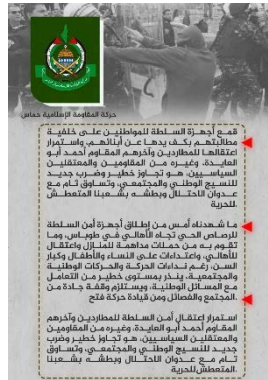 حركة المقاومة الإسلامية حماس
قمع أجهزة السلطة للمواطنين على خلفية
مطالبتهم بكف يدها عن أبنائهم، واستمرار
اعتقالها للمطاردين وآخرهم المقاوم أحمد أبو
العايدة، وغيره من المقاومين والمعتقلين
السياسيين، هو تجاوز خطير وضرب جديد
للنسيج الوطني والمجتمعي، وتساوق تام مع
عدوان الاحتلال وبطشه بشعبنا المتعطش
للحرية.
ما شهدناه أمس من إطلاق أجهزة أمن السلطة
للرصاص الحي تجاه الأهالي في طوباس، وما
تقوم به من حملات مداهمة للمنازل واعتقال
للأهالي، واعتداءات على النساء والأطفال وكبار
السن، رغم نداءات الحركة والحركات الوطنية
والمجتمعية، ينذر بمستوى خطير من التعامل
مع المسائل الوطنية، ويستلزم وقفة جادة من
المجتمع والفصائل ومن قيادة حركة فتح.
استمرار اعتقال أمن السلطة للمطاردين وآخرهم
المقاوم أحمد أبو العايدة، وغيره من المقاومين
والمعتقلين السياسيين، هو تجاوز خطير وضرب
جديد للنسيج الوطني والمجتمعي، وتساوق
تام مع عدوان الاحتلال وبطشه بشعبنا
المتعطش للحرية.